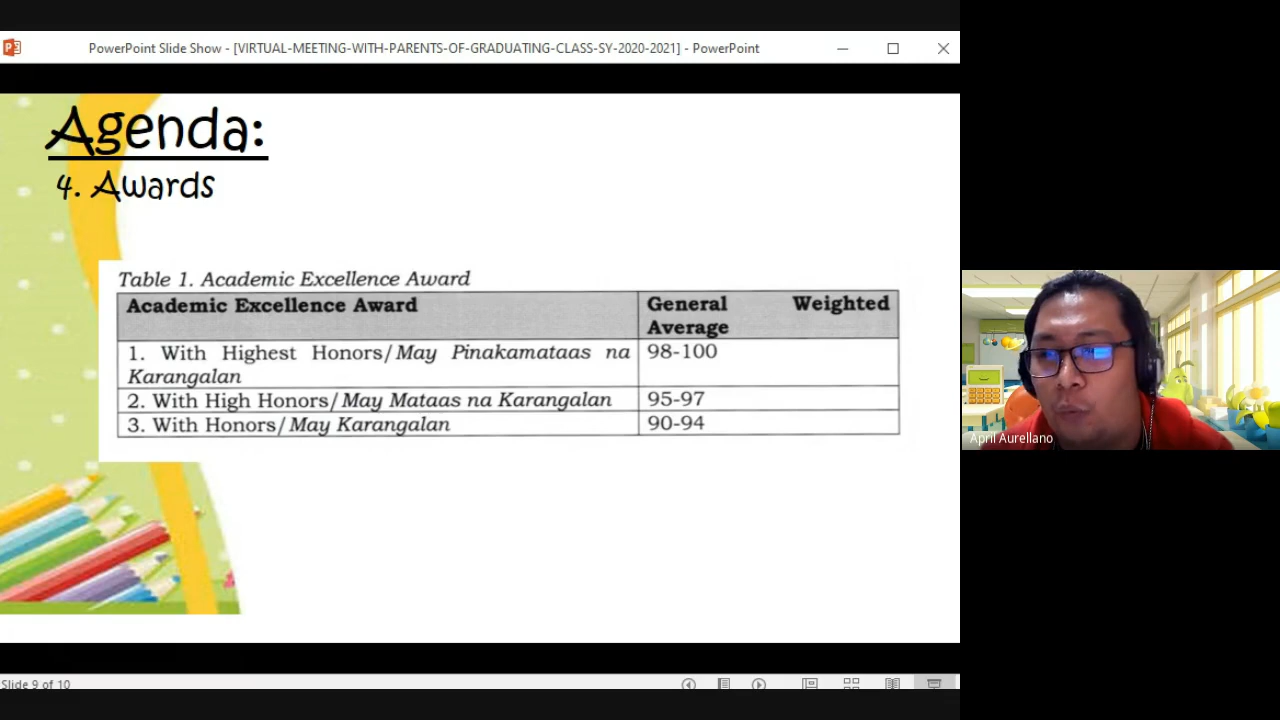 PowerPoint Slide Show - [VIRTUAL-MEETING-WITH-PARENTS-OF-GRADUATING-CLASS-SY-2020-2021] - PowerPoint
Agenda:
4. Awards
Table 1. Academic Excellence Award
Academic Excellence Award
General Weighted
Average
1. With Highest Honors/May Pinakamataas na
Karangalan
98-100
2. With High Honors/May Mataas na Karangalan
95-97
3. With Honors/May Karangalan
90-94
April Aurellano
Slide 9 of 10